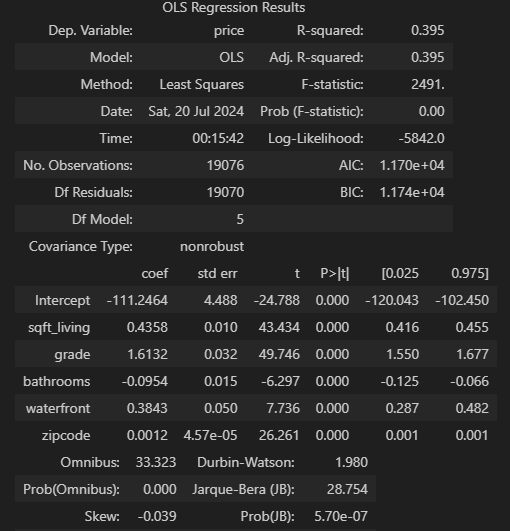 OLS Regression Results
Dep. Variable: price R-squared: 0.395
Model: OLS Adj. R-squared: 0.395
Method: Least Squares F-statistic: 2491.
Date: Sat, 20 Jul 2024 Prob (F-statistic): 0.00
Time: 00:15:42 Log-Likelihood: -5842.0
No. Observations: 19076 AIC: 1.170e+04
Df Residuals: 19070 BIC: 1.174e+04
Df Model: 5
Covariance Type: nonrobust
coef std err t P>|t| [0.025 0.975]
Intercept -111.2464 4.488 -24.788 0.000 -120.043 -102.450
sqft_living 0.4358 0.010 43.434 0.000 0.416 0.455
grade 1.6132 0.032 49.746 0.000 1.550 1.677
bathrooms -0.0954 0.015 -6.297 0.000 -0.125 -0.066
waterfront 0.3843 0.050 7.736 0.000 0.287 0.482
zipcode 0.0012 4.57e-05 26.261 0.000 0.001 0.001
Omnibus: 33.323 Durbin-Watson: 1.980
Prob(Omnibus): 0.000 Jarque-Bera (JB): 28.754
Skew: -0.039 Prob(JB): 5.70e-07